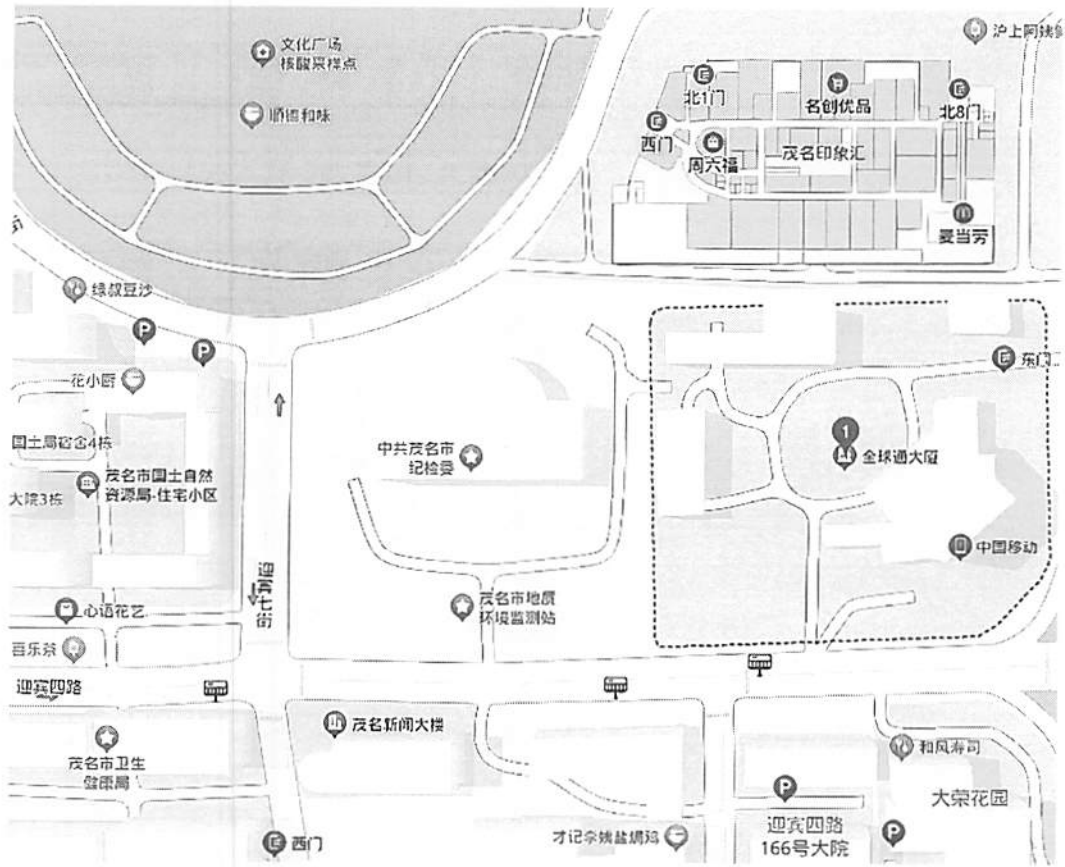 文化广场
核酸采样点
顺德和味
沪上阿姨
北1门
名创优品
北8门
西门
周六福
茂名印象汇
麦当劳
街
绿叔豆沙
P
P
花小厨
东门
国土局宿舍4栋
中共茂名市
纪检委
1
全球通大厦
大院3栋
茂名市国土自然
资源局-住宅小区
中国移动
迎宾七街
心语花艺
茂名市地质
环境监测站
迎宾四路
茂名新闻大楼
茂名市卫生
健康局
和风寿司
大荣花园
P
迎宾四路
166号大院
P
西门
才记李姨盐焗鸡